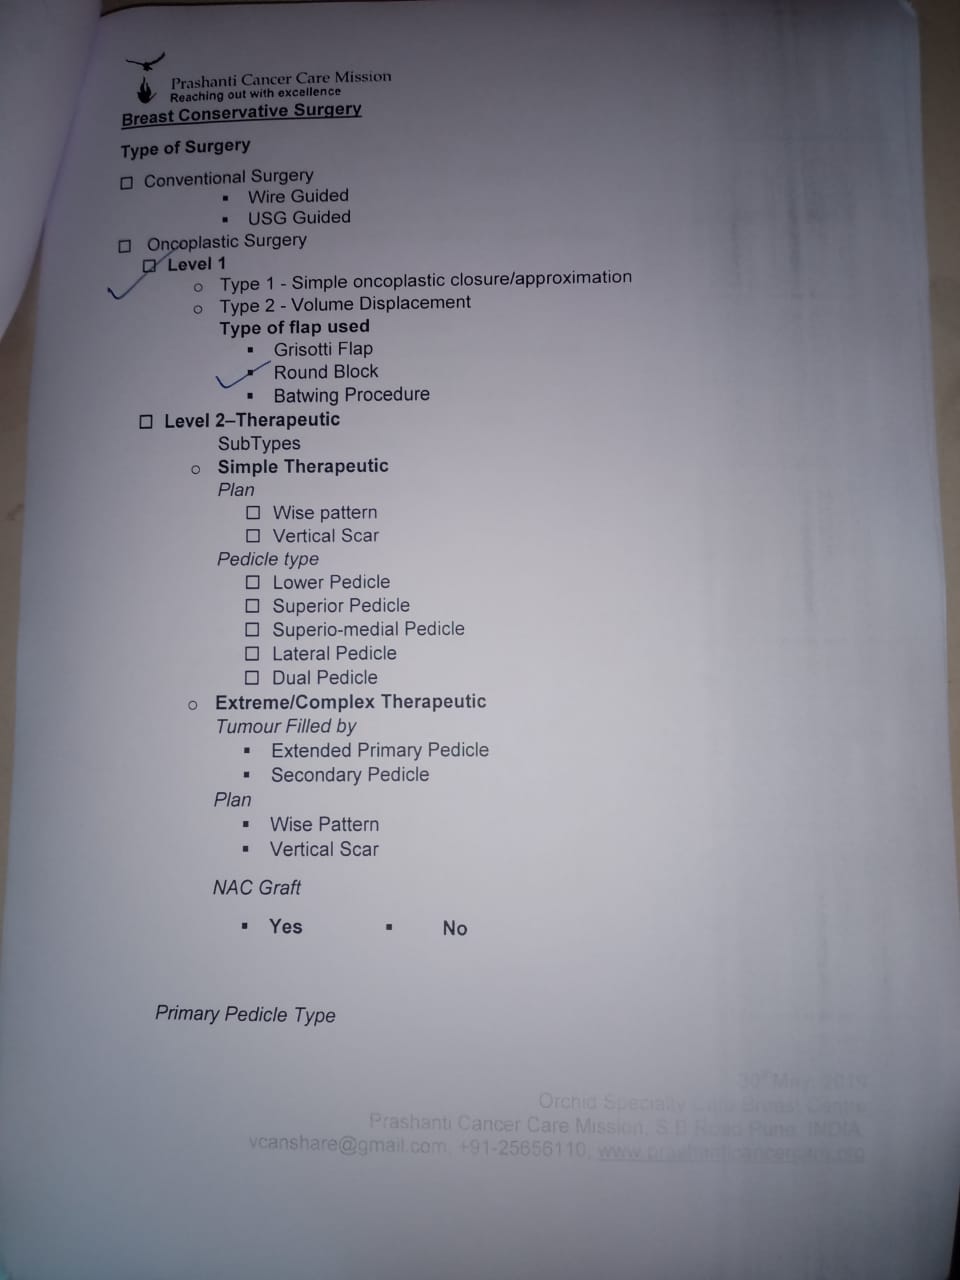 Prashanti Cancer Care Mission
Reaching out with excellence
Breast Conservative Surgery
Type of Surgery
☐ Conventional Surgery
▪ Wire Guided
▪ USG Guided
☐ Oncoplastic Surgery
☐ Level 1
o Type 1 - Simple oncoplastic closure/approximation
o Type 2 - Volume Displacement
Type of flap used
▪ Grisotti Flap
▪ Round Block
▪ Batwing Procedure
☐ Level 2–Therapeutic
SubTypes
o Simple Therapeutic
Plan
☐ Wise pattern
☐ Vertical Scar
Pedicle type
☐ Lower Pedicle
☐ Superior Pedicle
☐ Superio-medial Pedicle
☐ Lateral Pedicle
☐ Dual Pedicle
o Extreme/Complex Therapeutic
Tumour Filled by
▪ Extended Primary Pedicle
▪ Secondary Pedicle
Plan
▪ Wise Pattern
▪ Vertical Scar
NAC Graft
▪ Yes ▪ No
Primary Pedicle Type
30th May, 2019
Orchid Specialty Care Breast Centre
Prashanti Cancer Care Mission, S.B Road Pune, INDIA
vcanshare@gmail.com, +91-25656110, www.prashanticancercare.org